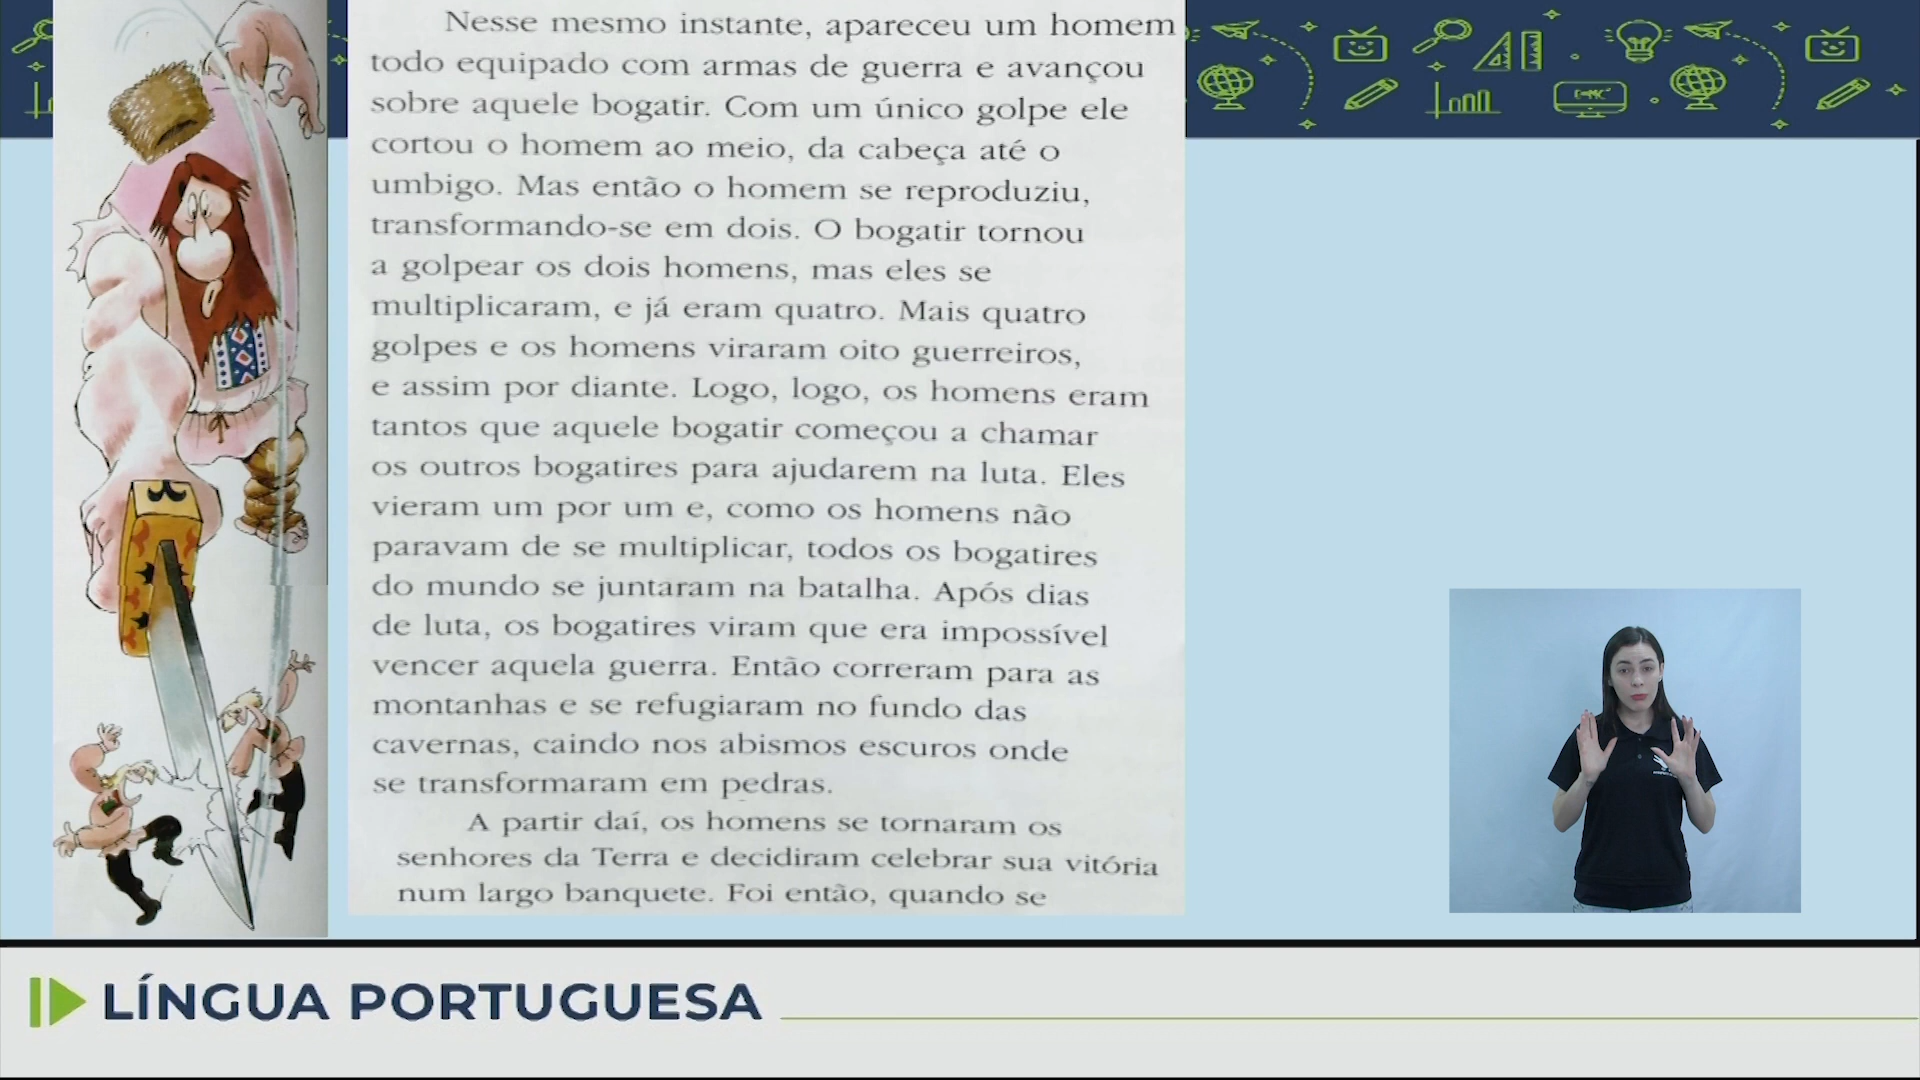 Nesse mesmo instante, apareceu um homem
todo equipado com armas de guerra e avançou
sobre aquele bogatir. Com um único golpe ele
cortou o homem ao meio, da cabeça até o
umbigo. Mas então o homem se reproduziu,
transformando-se em dois. O bogatir tornou
a golpear os dois homens, mas eles se
multiplicaram, e já eram quatro. Mais quatro
golpes e os homens viraram oito guerreiros,
e assim por diante. Logo, logo, os homens eram
tantos que aquele bogatir começou a chamar
os outros bogatires para ajudarem na luta. Eles
vieram um por um e, como os homens não
paravam de se multiplicar, todos os bogatires
do mundo se juntaram na batalha. Após dias
de luta, os bogatires viram que era impossível
vencer aquela guerra. Então correram para as
montanhas e se refugiaram no fundo das
cavernas, caindo nos abismos escuros onde
se transformaram em pedras.
A partir daí, os homens se tornaram os
senhores da Terra e decidiram celebrar sua vitória
num largo banquete. Foi então, quando se
LÍNGUA PORTUGUESA